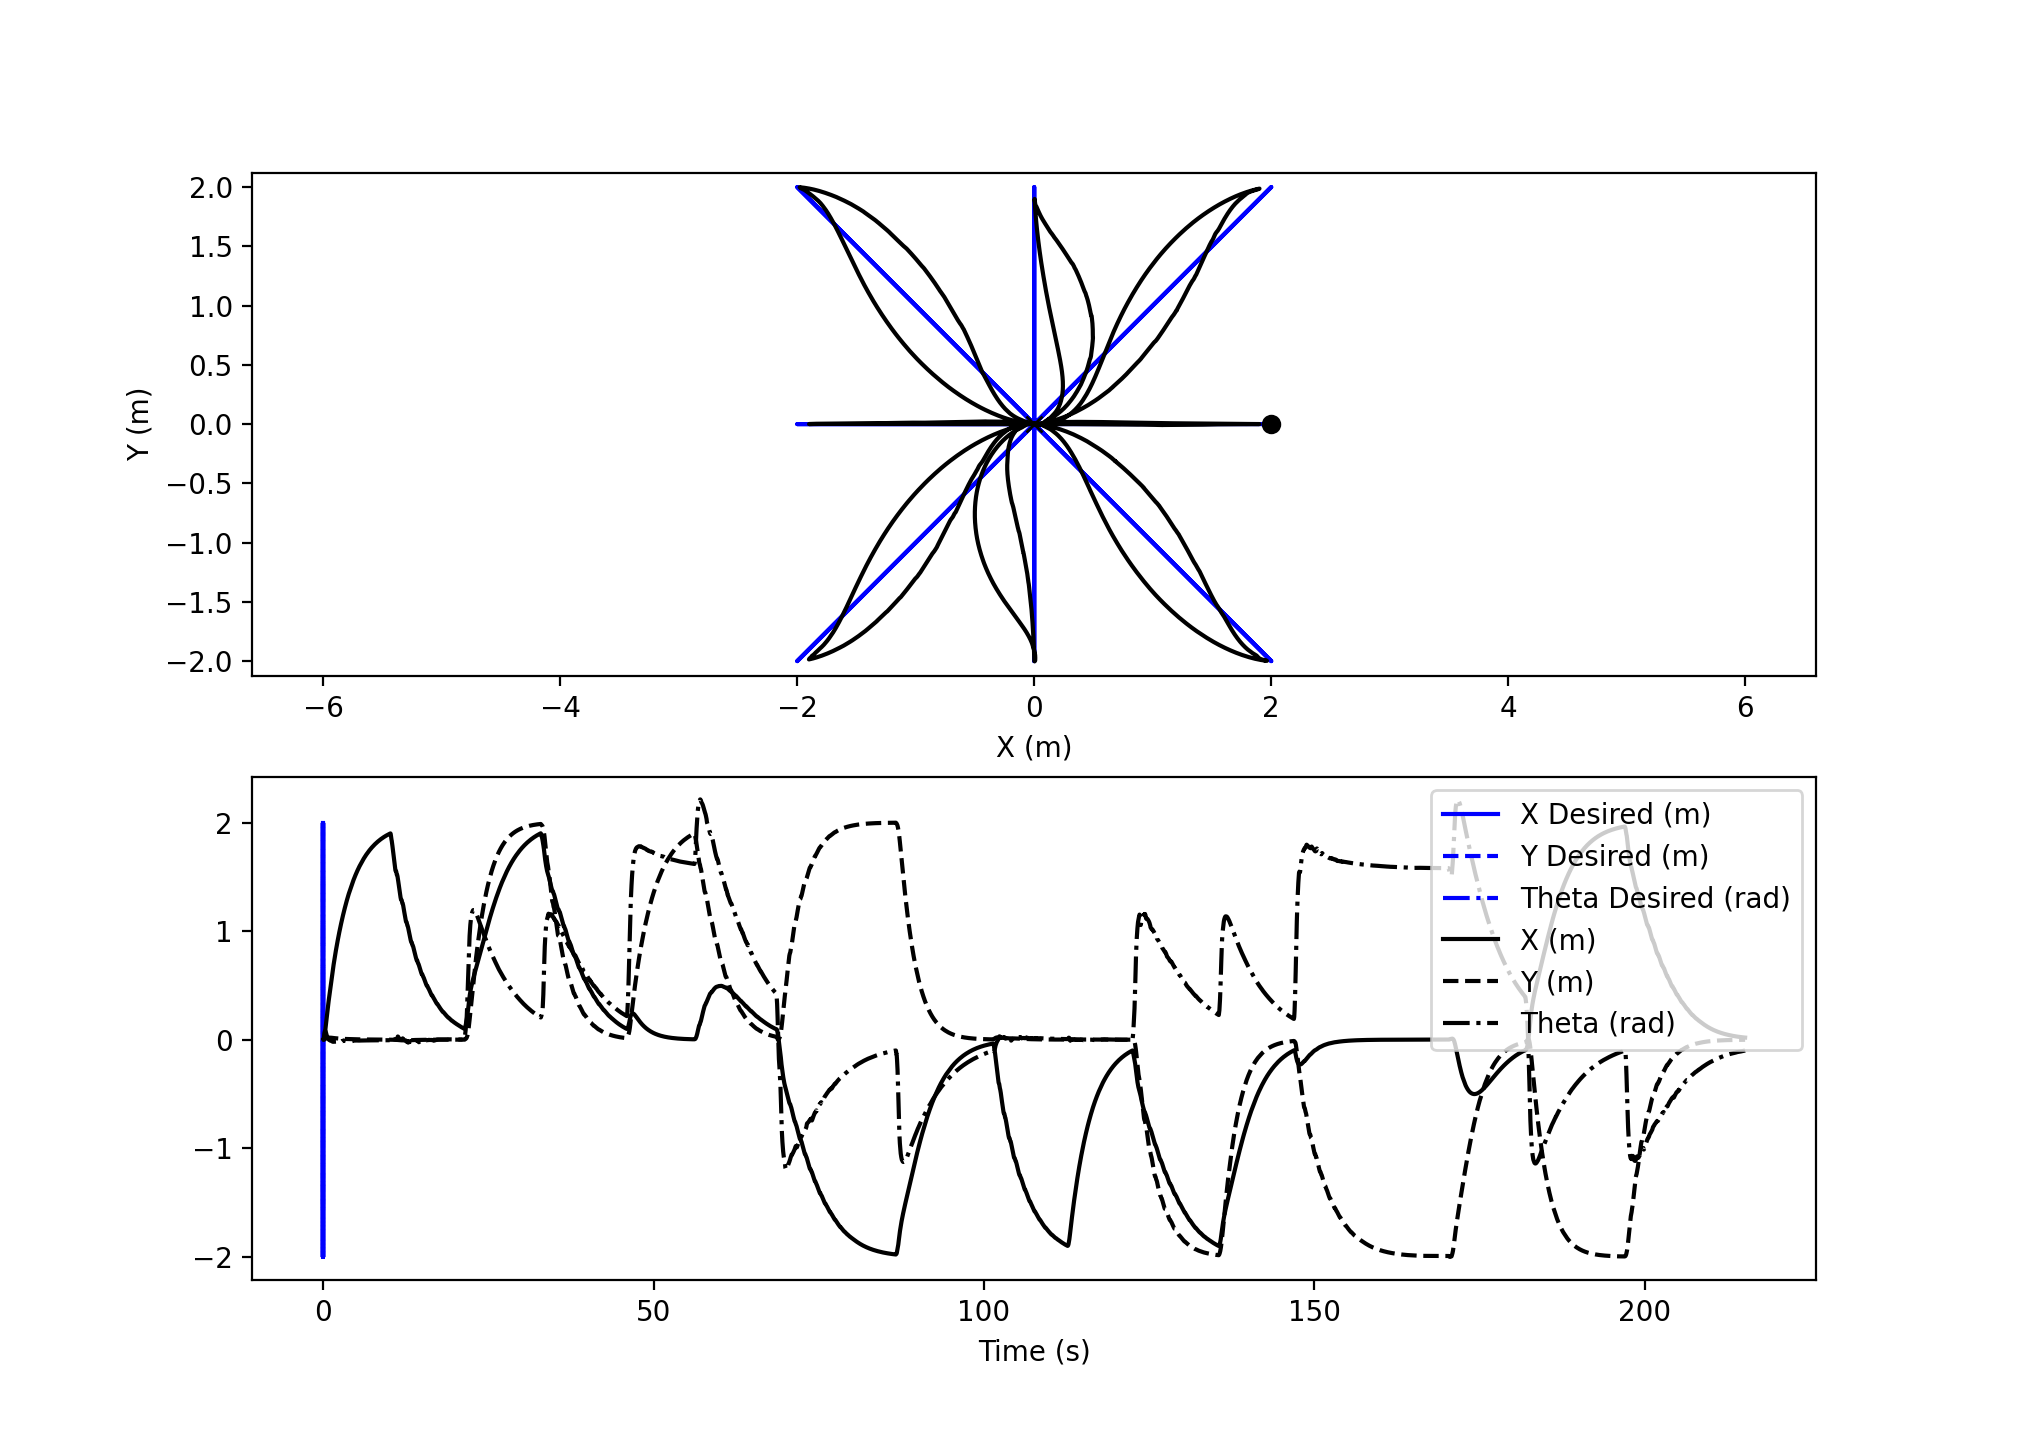 2.0
1.5
1.0
0.5
0.0
−0.5
−1.0
−1.5
−2.0
Y (m)
−6 −4 −2 0 2 4 6
X (m)
2
1
0
−1
−2
X Desired (m)
Y Desired (m)
Theta Desired (rad)
X (m)
Y (m)
Theta (rad)
0 50 100 150 200
Time (s)